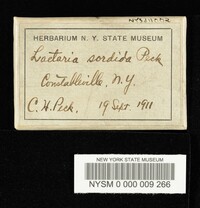 HERBARIUM N. Y. STATE MUSEUM
Lactaria sordida Peck
Constableville, N.Y.
C. H. Peck. 19 Sept. 1911
NEW YORK STATE MUSEUM
NYSM 0 000 009 266